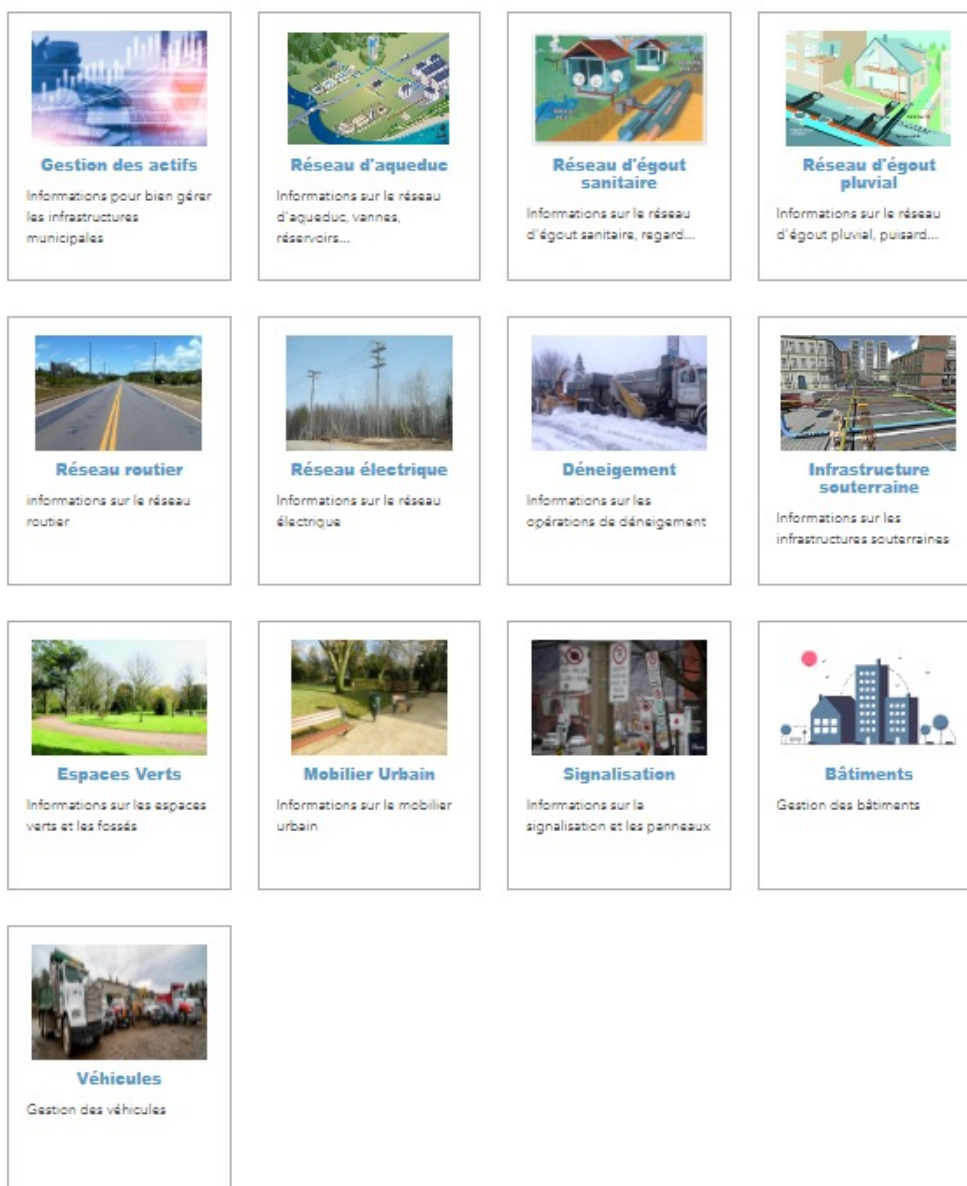 Gestion des actifs
Informations pour bien gérer
les infrastructures
municipales
Réseau d'aqueduc
Informations sur le réseau
d'aqueduc, vannes,
réservoirs...
Réseau d'égout
sanitaire
Informations sur le réseau
d'égout sanitaire, regard...
Réseau d'égout
pluvial
Informations sur le réseau
d'égout pluvial, puisard...
Réseau routier
informations sur le réseau
routier
Réseau électrique
Informations sur le réseau
électrique
Déneigement
Informations sur les
opérations de déneigement
Infrastructure
souterraine
Informations sur les
infrastructures souterraines
Espaces Verts
Informations sur les espaces
verts et les fossés
Mobilier Urbain
Informations sur le mobilier
urbain
Signalisation
Informations sur la
signalisation et les panneaux
Bâtiments
Gestion des bâtiments
Véhicules
Gestion des véhicules